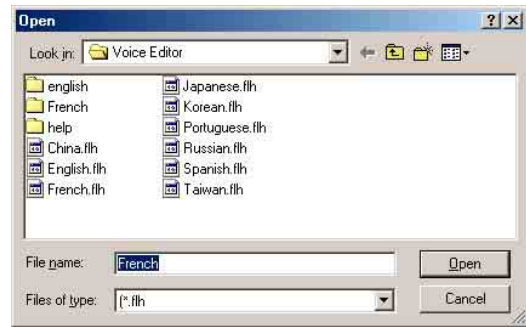 Open
Look in: Voice Editor
english
French
help
China.flh
English.flh
French.flh
Japanese.flh
Korean.flh
Portuguese.flh
Russian.flh
Spanish.flh
Taiwan.flh
File name: French Open
Files of type: (*.flh Cancel